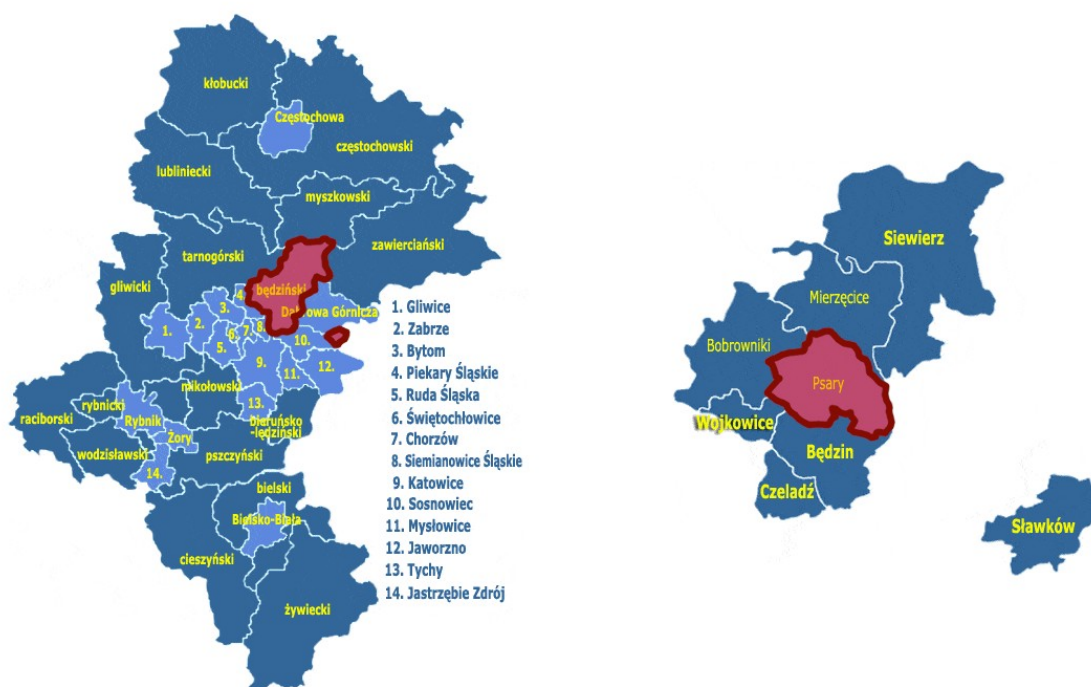 kłobucki
Częstochowa
częstochowski
lubliniecki
myszkowski
zawierciański
tarnogórski
gliwicki
będziński
4.
Dąbrowa Górnicza
3.
1.
2.
6.
7.
8.
5.
10.
9.
11.
12.
mikołowski
13.
rybnicki
raciborski
Rybnik
bieruńsko
-lędziński
Żory
wodzisławski
pszczyński
14.
bielski
Bielsko-Biała
cieszyński
żywiecki
1. Gliwice
2. Zabrze
3. Bytom
4. Piekary Śląskie
5. Ruda Śląska
6. Świętochłowice
7. Chorzów
8. Siemianowice Śląskie
9. Katowice
10. Sosnowiec
11. Mysłowice
12. Jaworzno
13. Tychy
14. Jastrzębie Zdrój
Siewierz
Mierzęcice
Bobrowniki
Psary
Wojkowice
Będzin
Czeladź
Sławków